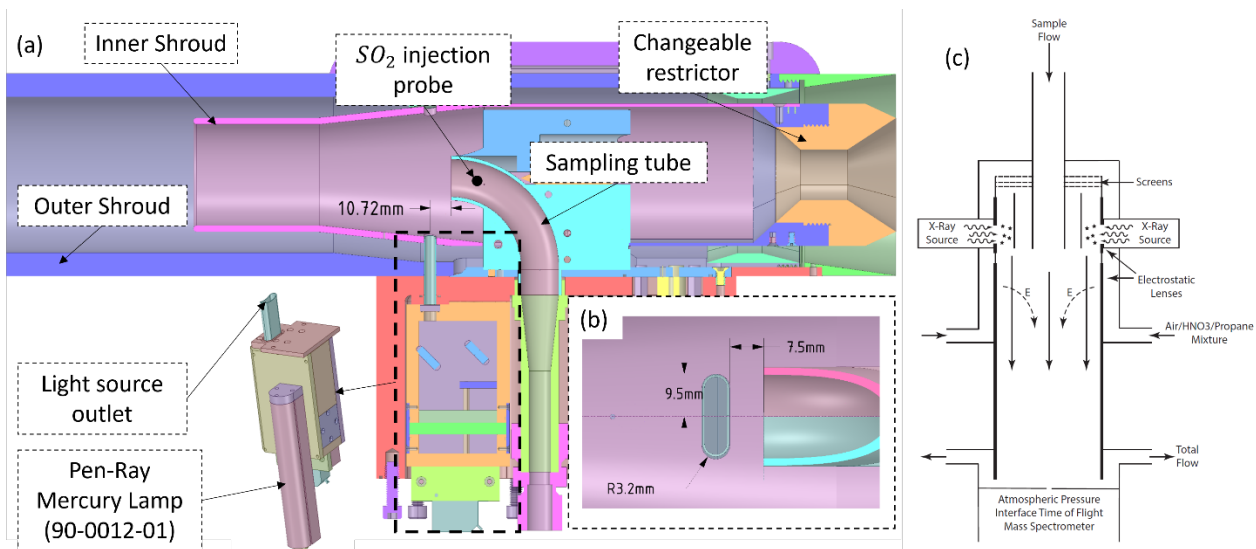 (a)
Inner Shroud
SO₂ injection
probe
Changeable
restrictor
Sampling tube
10.72mm
Outer Shroud
Light source
outlet
Pen-Ray
Mercury Lamp
(90-0012-01)
(b)
7.5mm
9.5mm
R3.2mm
(c)
Sample
Flow
Screens
X-Ray
Source
X-Ray
Source
Electrostatic
Lenses
E
E
Air/HNO3/Propane
Mixture
Total
Flow
Atmospheric Pressure
Interface Time of Flight
Mass Spectrometer